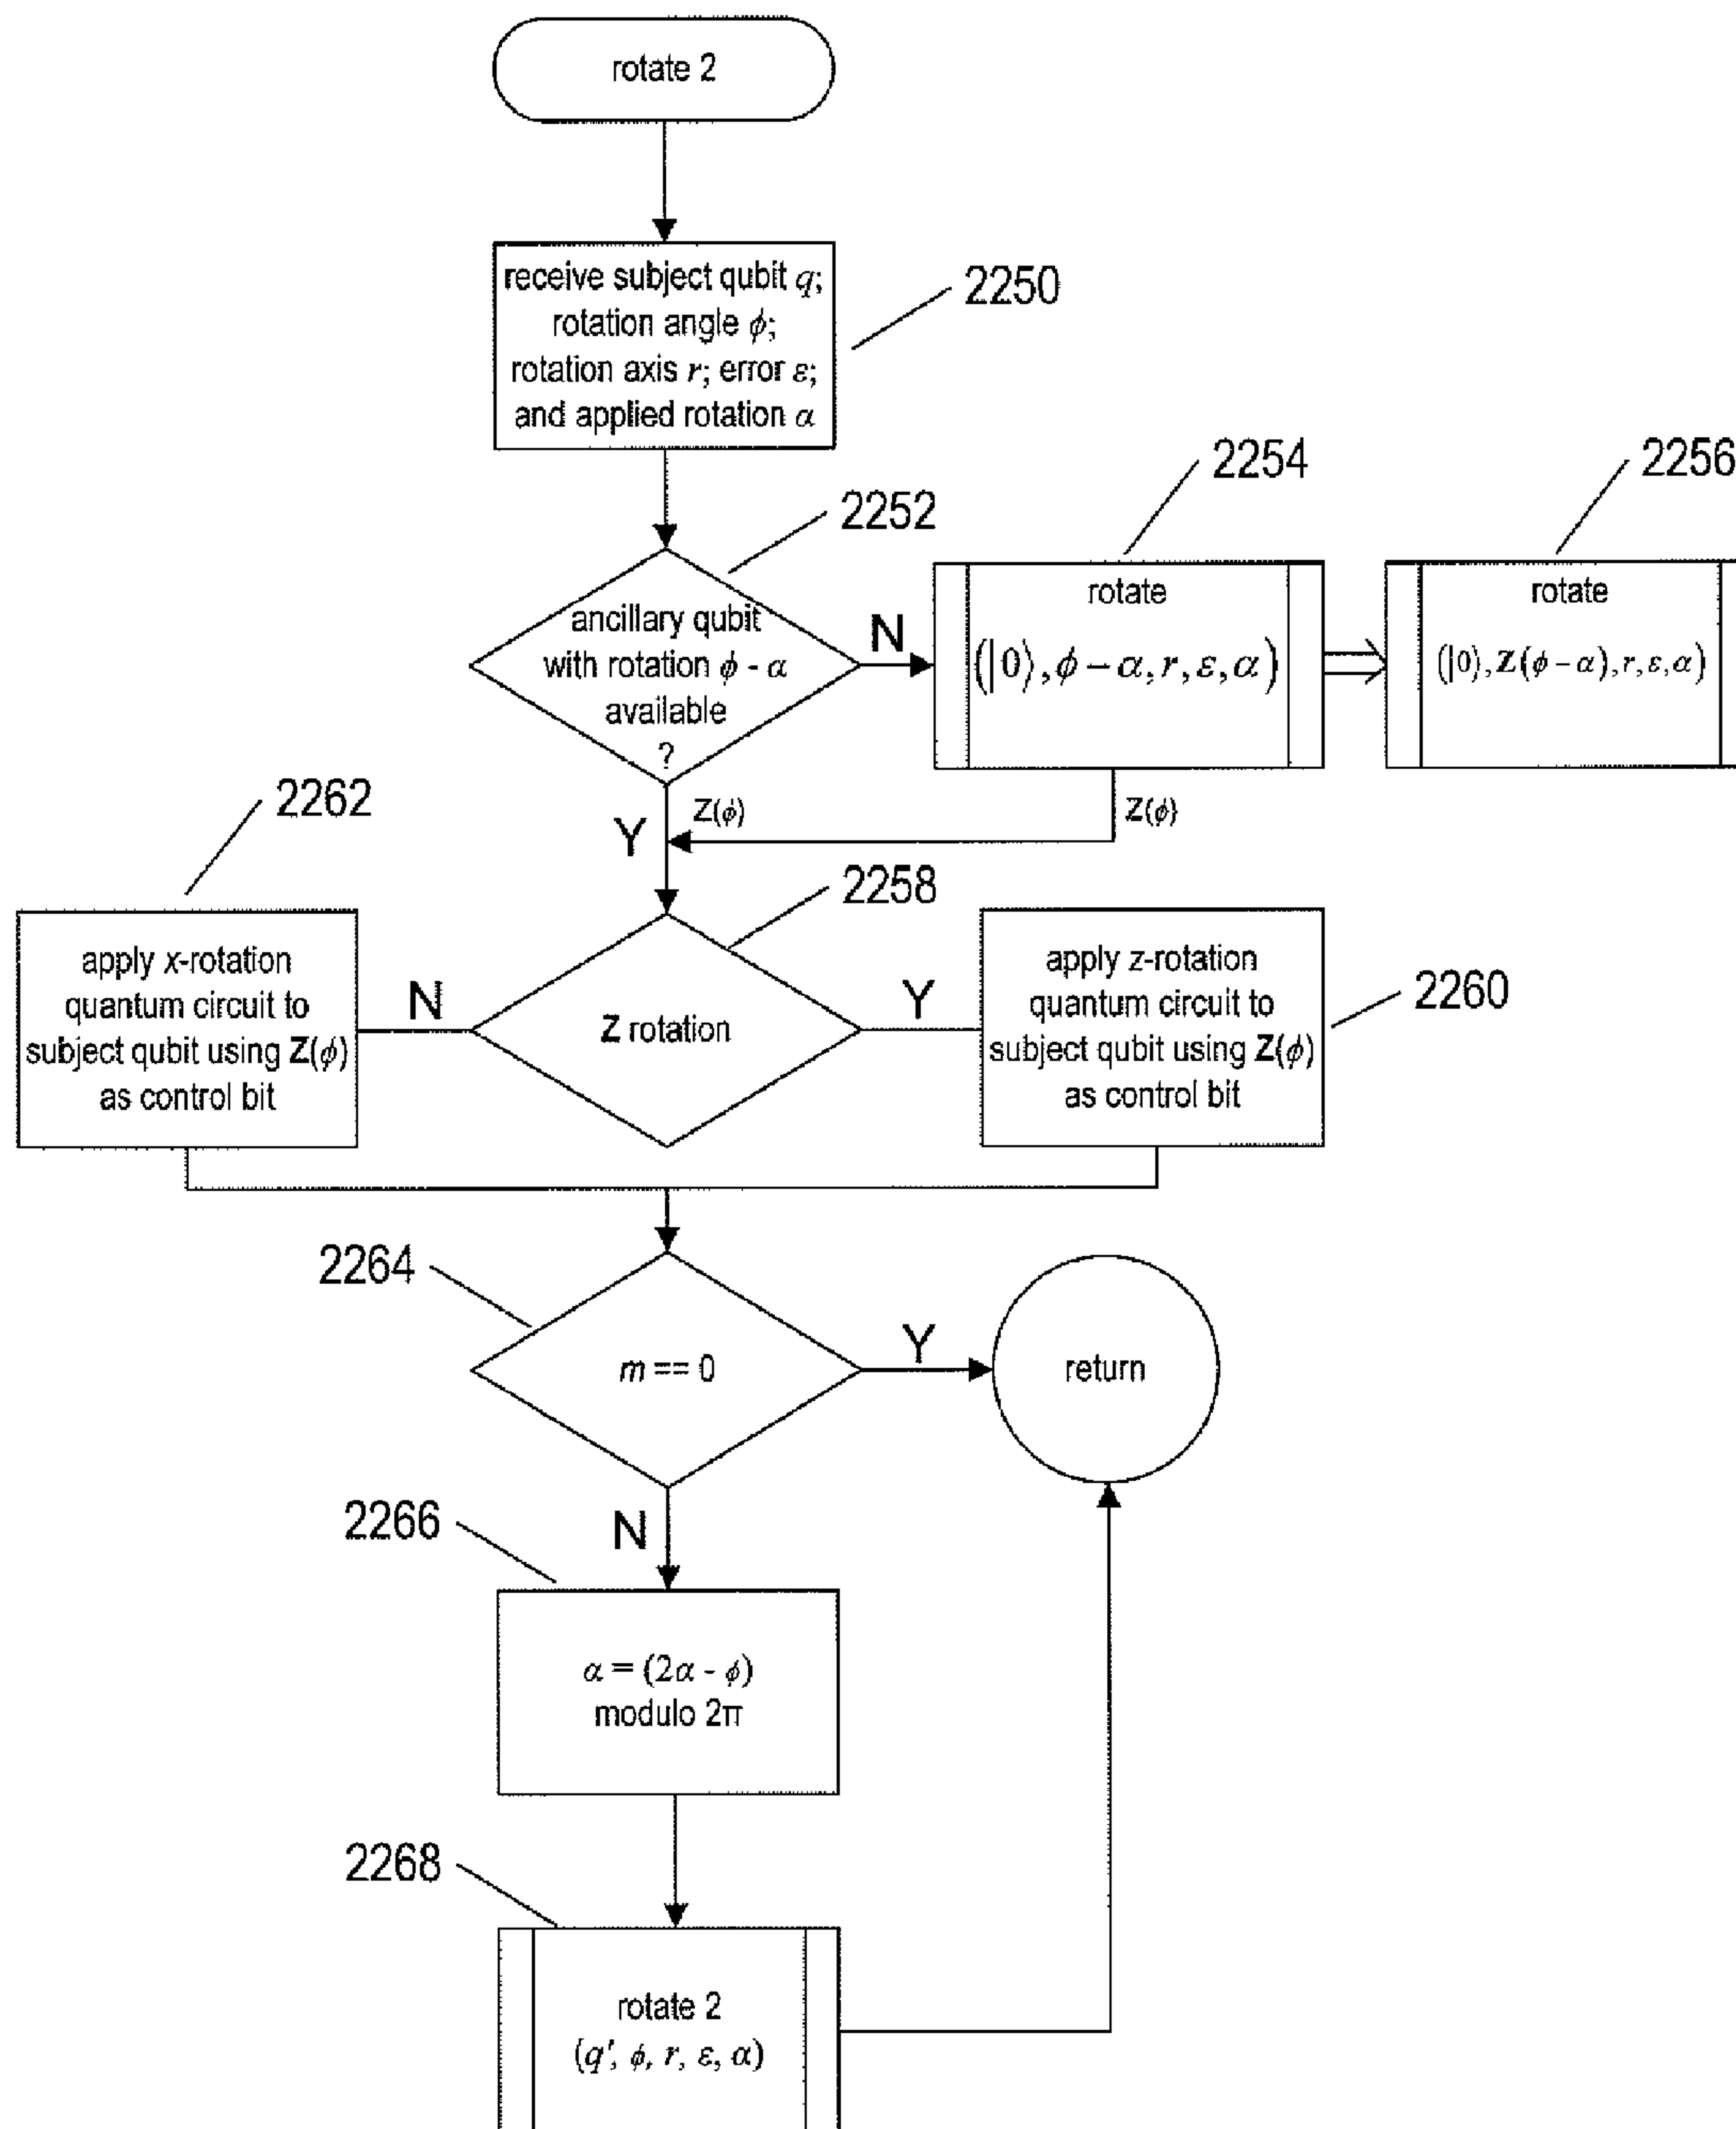 rotate 2
receive subject qubit q;
rotation angle ϕ;
rotation axis r; error ε;
and applied rotation α
2250
2252
ancillary qubit
with rotation ϕ - α
available
?
N
2254
rotate
(|0⟩, ϕ − α, r, ε, α)
2256
rotate
(|0⟩, Z(ϕ − α), r, ε, α)
Y
Z(ϕ)
Z(ϕ)
2258
Z rotation
2262
apply x-rotation
quantum circuit to
subject qubit using Z(ϕ)
as control bit
N
Y
apply z-rotation
quantum circuit to
subject qubit using Z(ϕ)
as control bit
2260
2264
m == 0
Y
return
N
2266
α = (2α - ϕ)
modulo 2π
2268
rotate 2
(q', ϕ, r, ε, α)